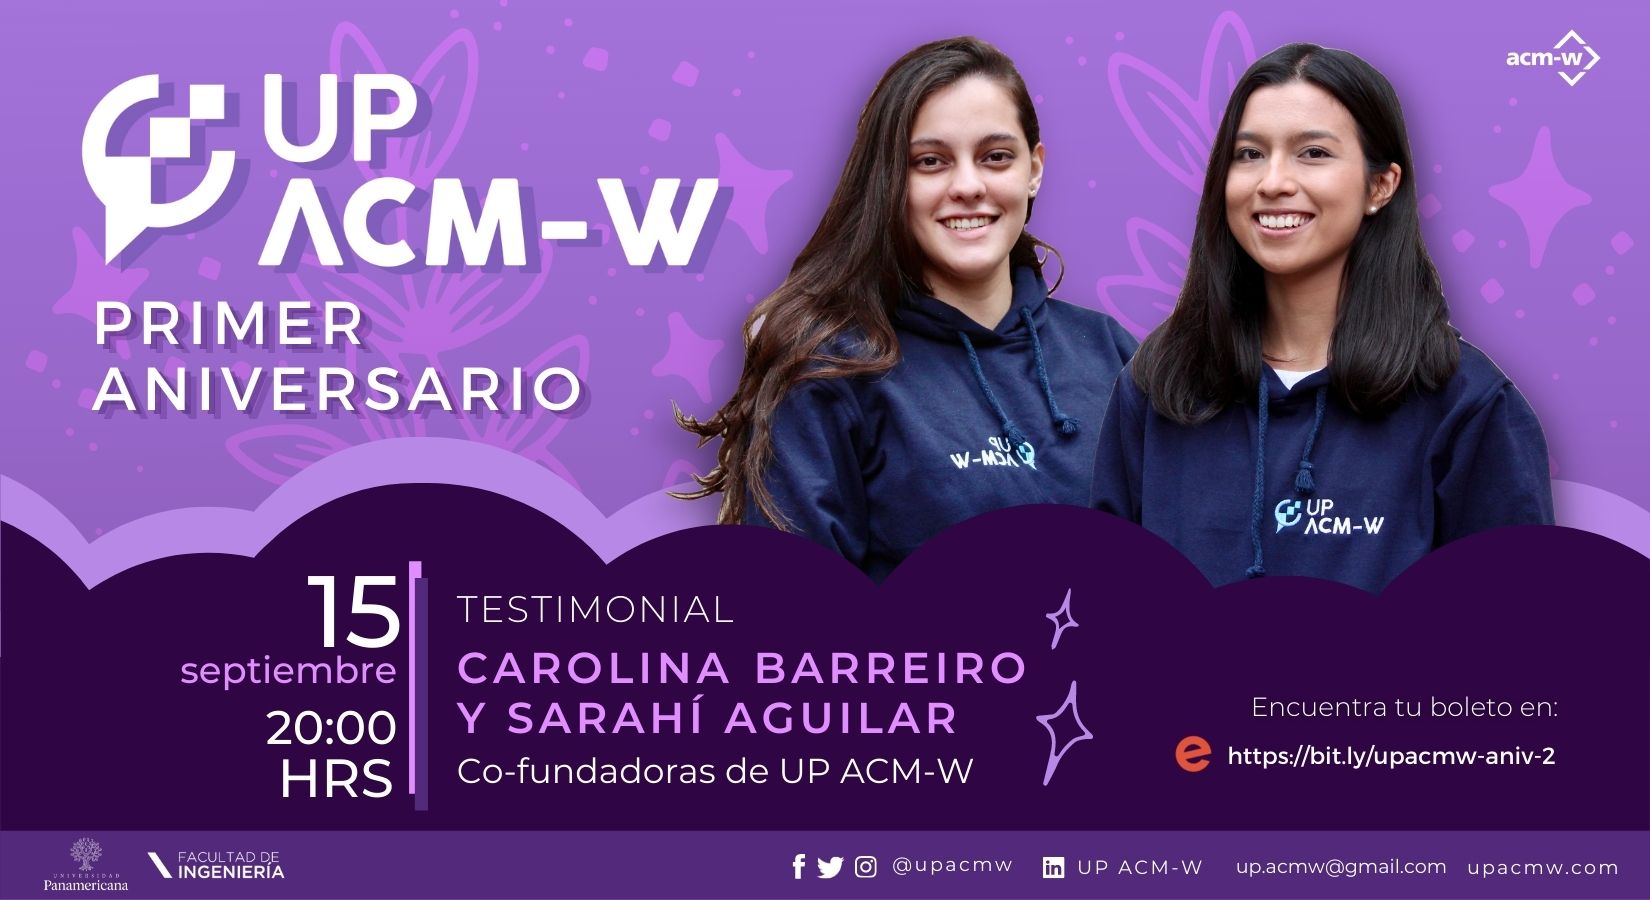 acm-w
UP
ACM-W
PRIMER
ANIVERSARIO
UP
ACM-W
UP
ACM-W
15
septiembre
20:00
HRS
TESTIMONIAL
CAROLINA BARREIRO
Y SARAHÍ AGUILAR
Co-fundadoras de UP ACM-W
Encuentra tu boleto en:
e https://bit.ly/upacmw-aniv-2
UNIVERSIDAD
Panamericana
FACULTAD DE
INGENIERÍA
@upacmw
in UP ACM-W
up.acmw@gmail.com
upacmw.com